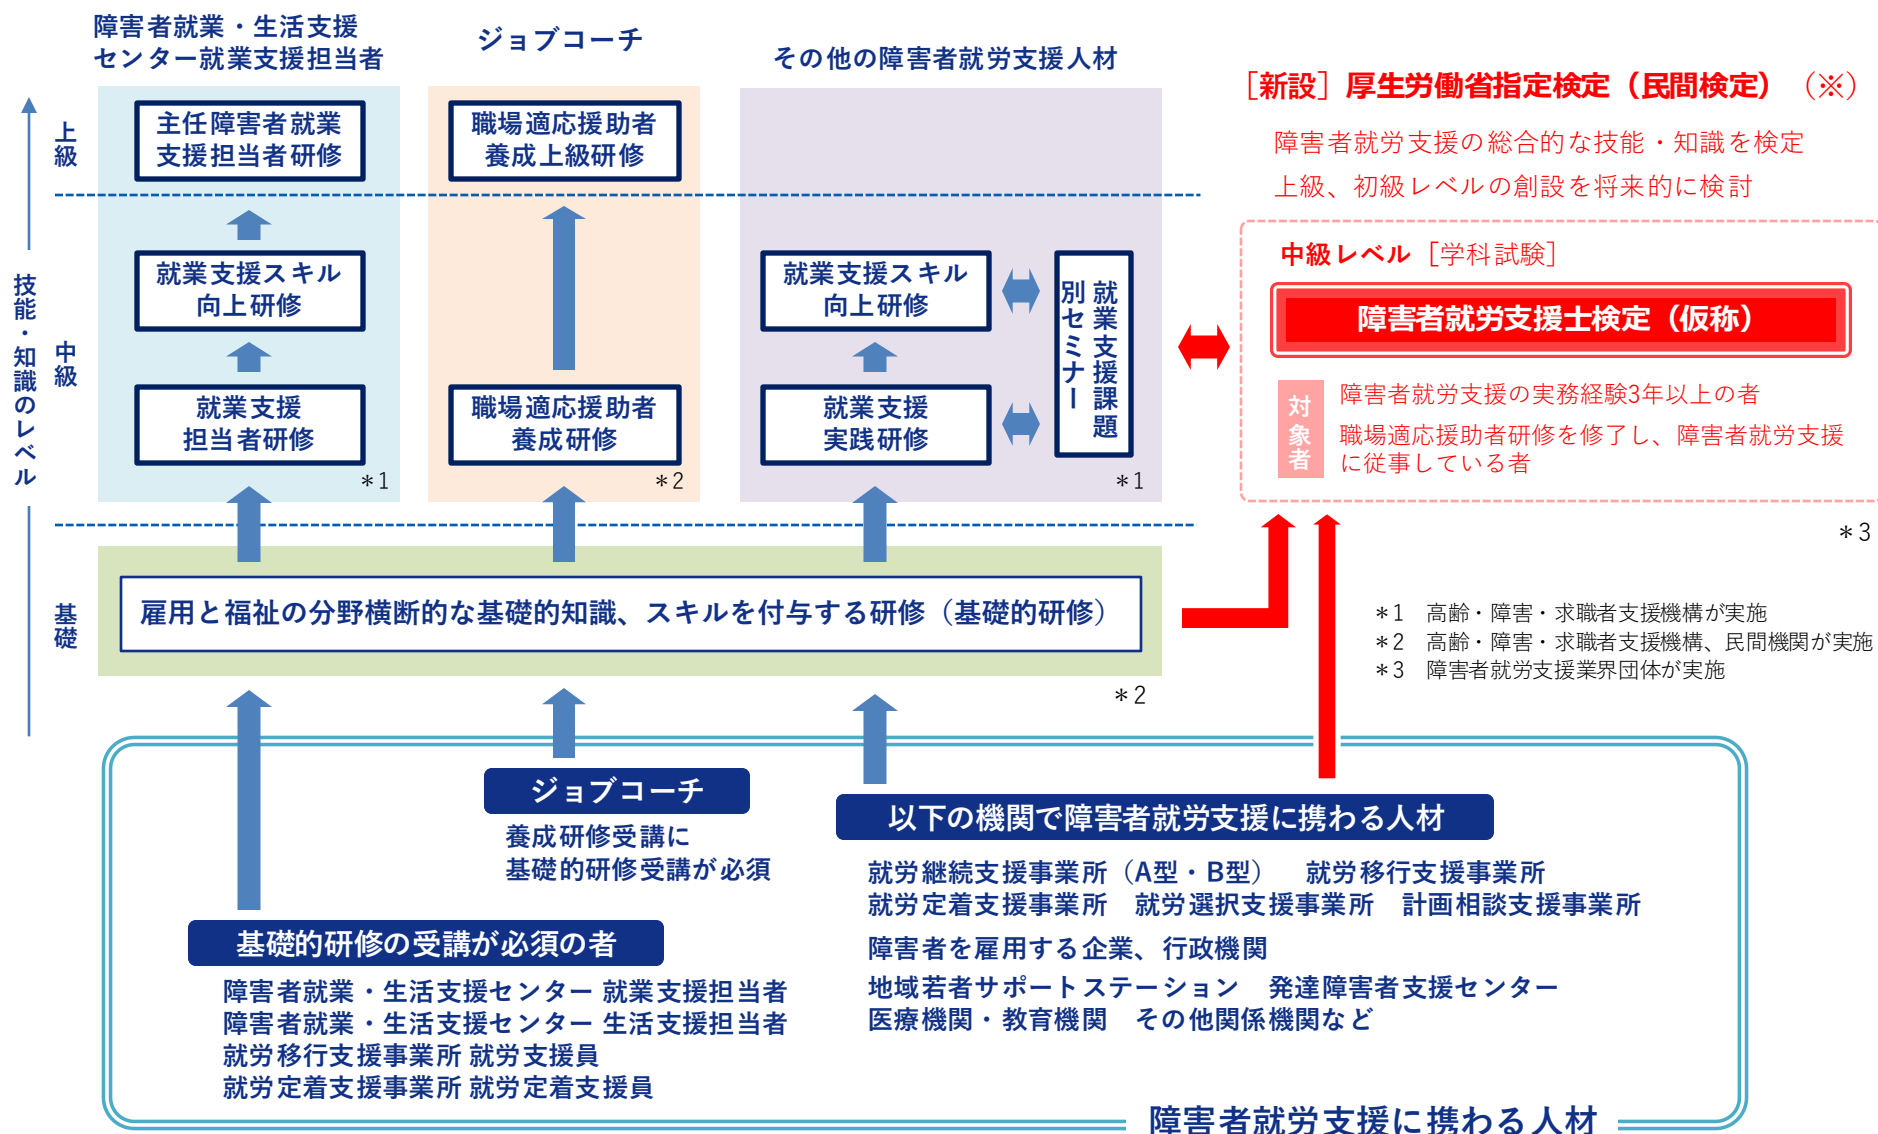 障害者就業・生活支援
センター就業支援担当者
ジョブコーチ
その他の障害者就労支援人材
［新設］厚生労働省指定検定（民間検定）（※）
障害者就労支援の総合的な技能・知識を検定
上級、初級レベルの創設を将来的に検討
技能・知識のレベル
上級
主任障害者就業
支援担当者研修
職場適応援助者
養成上級研修
中級
就業支援スキル
向上研修
就業支援
担当者研修
＊1
職場適応援助者
養成研修
＊2
就業支援スキル
向上研修
就業支援
実践研修
就業支援課題
別セミナー
＊1
中級レベル［学科試験］
障害者就労支援士検定（仮称）
対象者
障害者就労支援の実務経験3年以上の者
職場適応援助者研修を修了し、障害者就労支援
に従事している者
＊3
基礎
雇用と福祉の分野横断的な基礎的知識、スキルを付与する研修（基礎的研修）
＊2
＊1　高齢・障害・求職者支援機構が実施
＊2　高齢・障害・求職者支援機構、民間機関が実施
＊3　障害者就労支援業界団体が実施
ジョブコーチ
養成研修受講に
基礎的研修受講が必須
基礎的研修の受講が必須の者
障害者就業・生活支援センター 就業支援担当者
障害者就業・生活支援センター 生活支援担当者
就労移行支援事業所 就労支援員
就労定着支援事業所 就労定着支援員
以下の機関で障害者就労支援に携わる人材
就労継続支援事業所（A型・B型）　就労移行支援事業所
就労定着支援事業所　就労選択支援事業所　計画相談支援事業所
障害者を雇用する企業、行政機関
地域若者サポートステーション　発達障害者支援センター
医療機関・教育機関　その他関係機関など
障害者就労支援に携わる人材